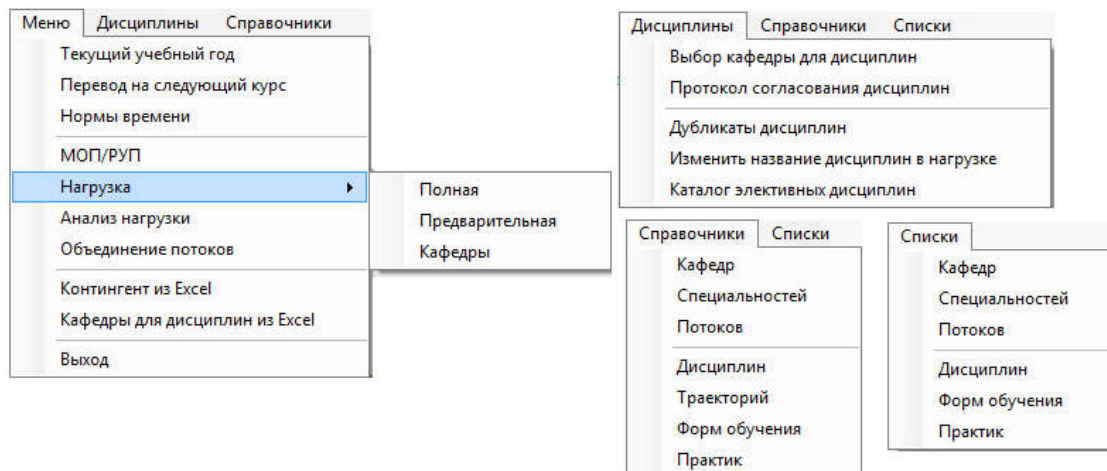 Меню Дисциплины Справочники
Текущий учебный год
Перевод на следующий курс
Нормы времени
МОП/РУП
Нагрузка
Анализ нагрузки
Объединение потоков
Контингент из Excel
Кафедры для дисциплин из Excel
Выход
Полная
Предварительная
Кафедры
Дисциплины Справочники Списки
Выбор кафедры для дисциплин
Протокол согласования дисциплин
Дубликаты дисциплин
Изменить название дисциплин в нагрузке
Каталог элективных дисциплин
Справочники Списки
Кафедр
Специальностей
Потоков
Дисциплин
Траекторий
Форм обучения
Практик
Списки
Кафедр
Специальностей
Потоков
Дисциплин
Форм обучения
Практик